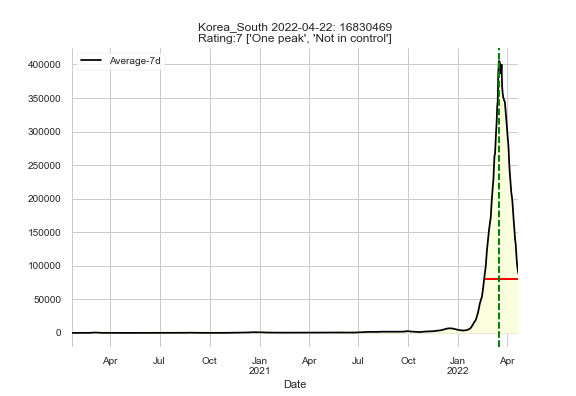 Korea_South 2022-04-22: 16830469
Rating:7 ['One peak', 'Not in control']
Average-7d
400000
350000
300000
250000
200000
150000
100000
50000
0
Apr Jul Oct Jan Apr Jul Oct Jan Apr
2021 2022
Date